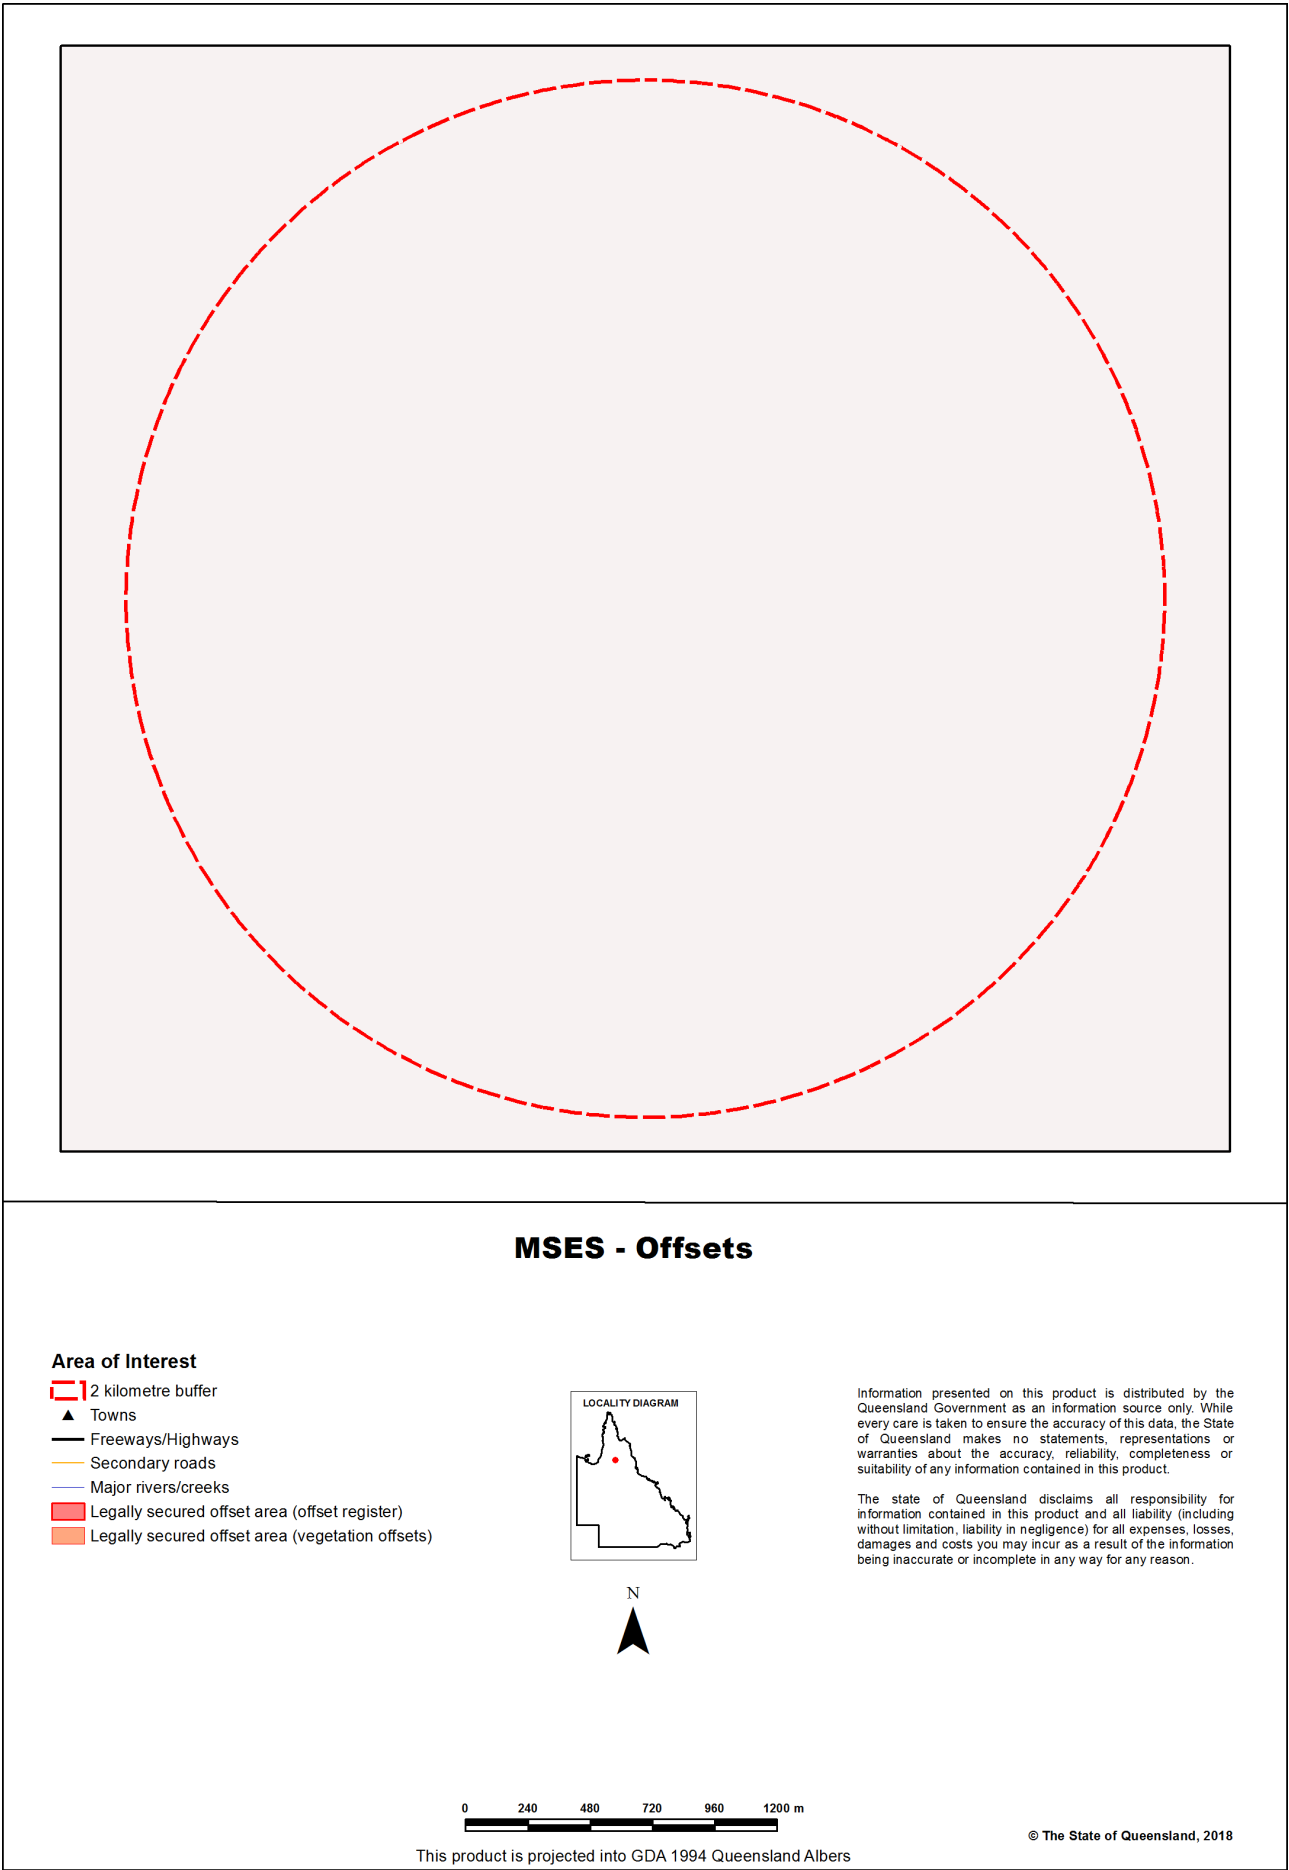 MSES - Offsets
Area of Interest
2 kilometre buffer
Towns
Freeways/Highways
Secondary roads
Major rivers/creeks
Legally secured offset area (offset register)
Legally secured offset area (vegetation offsets)
LOCALITY DIAGRAM
N
Information presented on this product is distributed by the
Queensland Government as an information source only. While
every care is taken to ensure the accuracy of this data, the State
of Queensland makes no statements, representations or
warranties about the accuracy, reliability, completeness or
suitability of any information contained in this product.
The state of Queensland disclaims all responsibility for
information contained in this product and all liability (including
without limitation, liability in negligence) for all expenses, losses,
damages and costs you may incur as a result of the information
being inaccurate or incomplete in any way for any reason.
0 240 480 720 960 1200 m
This product is projected into GDA 1994 Queensland Albers
© The State of Queensland, 2018